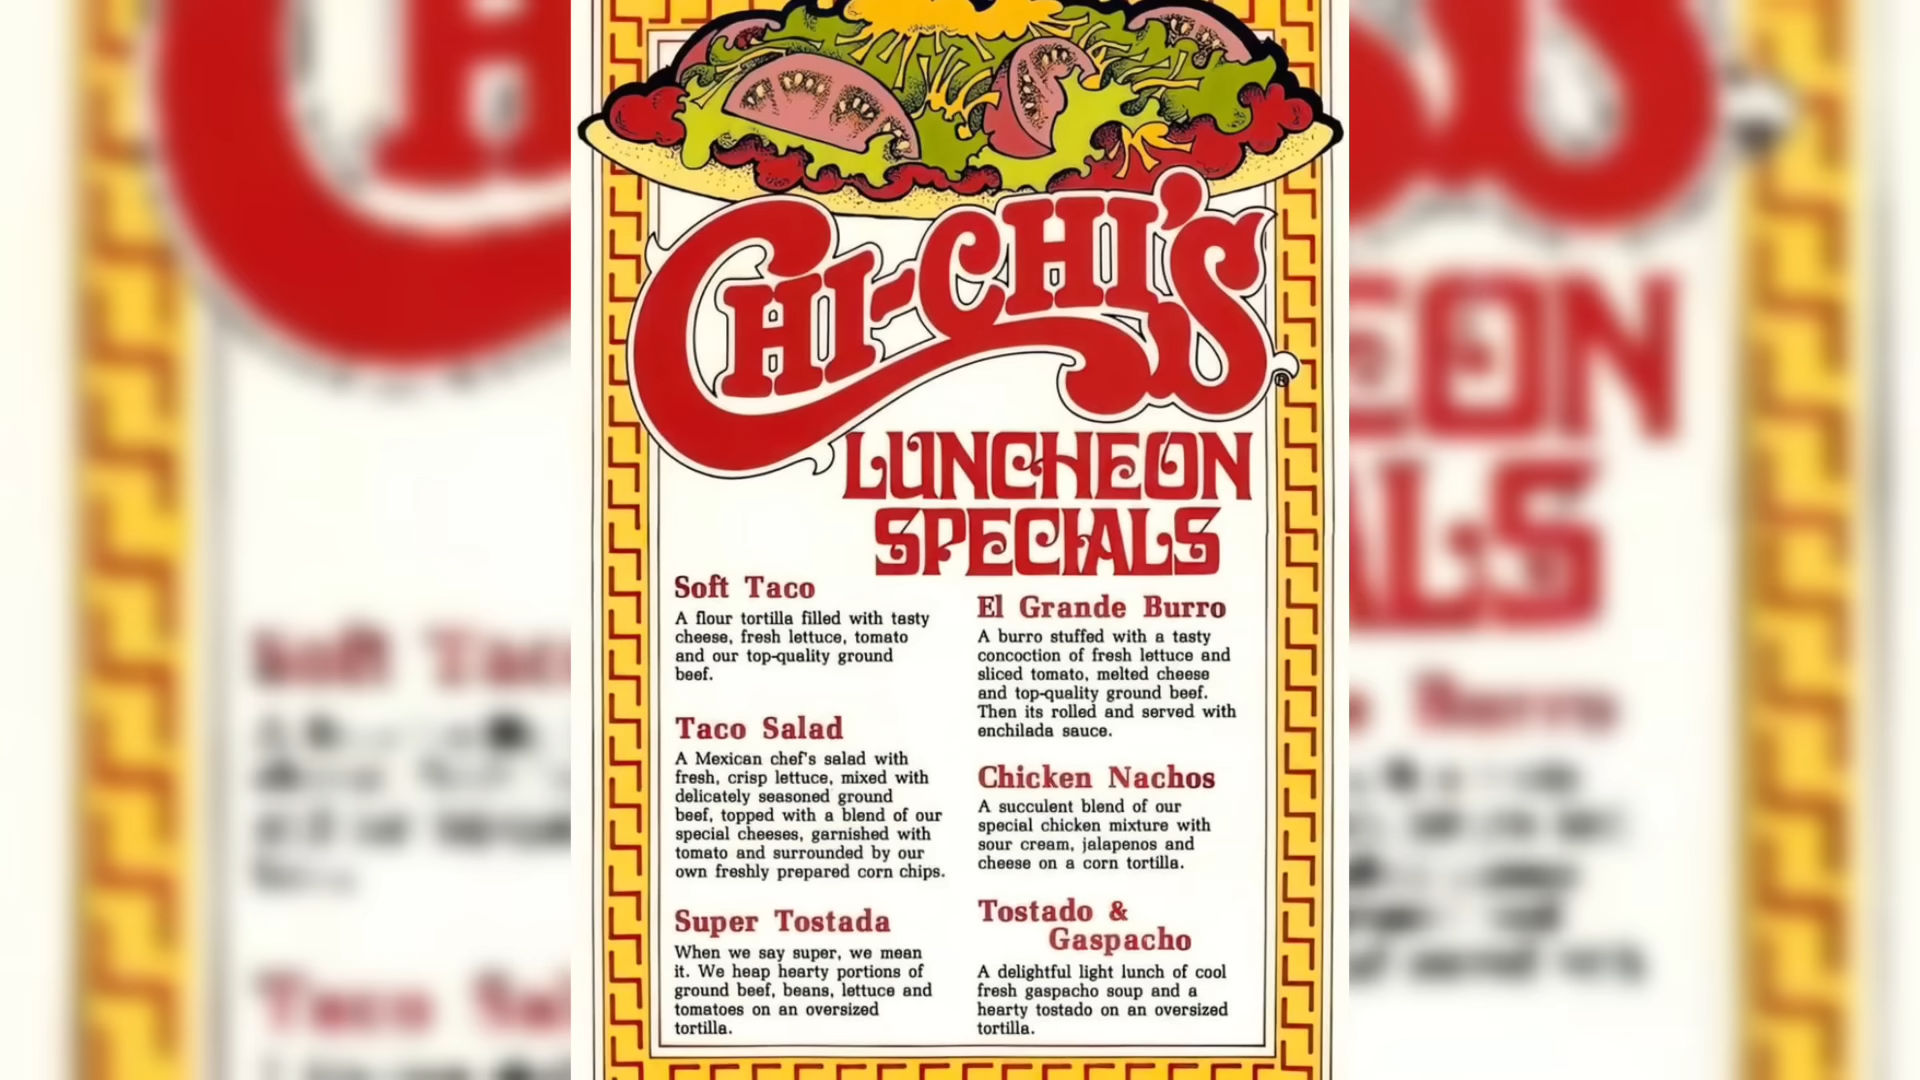 CHI-CHI'S
®
LUNCHEON
SPECIALS
Soft Taco
A flour tortilla filled with tasty
cheese, fresh lettuce, tomato
and our top-quality ground
beef.
Taco Salad
A Mexican chef's salad with
fresh, crisp lettuce, mixed with
delicately seasoned ground
beef, topped with a blend of our
special cheeses, garnished with
tomato and surrounded by our
own freshly prepared corn chips.
Super Tostada
When we say super, we mean
it. We heap hearty portions of
ground beef, beans, lettuce and
tomatoes on an oversized
tortilla.
El Grande Burro
A burro stuffed with a tasty
concoction of fresh lettuce and
sliced tomato, melted cheese
and top-quality ground beef.
Then its rolled and served with
enchilada sauce.
Chicken Nachos
A succulent blend of our
special chicken mixture with
sour cream, jalapenos and
cheese on a corn tortilla.
Tostado &
Gaspacho
A delightful light lunch of cool
fresh gaspacho soup and a
hearty tostado on an oversized
tortilla.